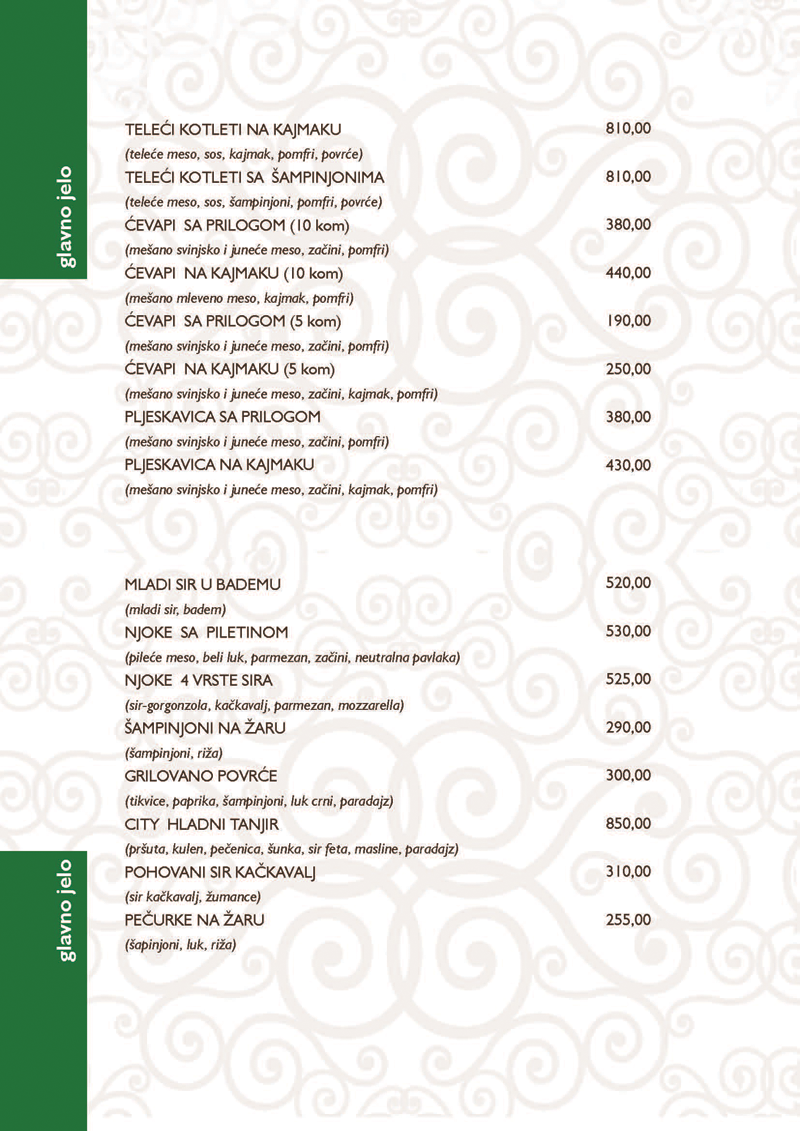 glavno jelo
TELEĆI KOTLETI NA KAJMAKU 810,00
(teleće meso, sos, kajmak, pomfri, povrće)
TELEĆI KOTLETI SA ŠAMPINJONIMA 810,00
(teleće meso, sos, šampinjoni, pomfri, povrće)
ĆEVAPI SA PRILOGOM (10 kom) 380,00
(mešano svinjsko i juneće meso, začini, pomfri)
ĆEVAPI NA KAJMAKU (10 kom) 440,00
(mešano mleveno meso, kajmak, pomfri)
ĆEVAPI SA PRILOGOM (5 kom) 190,00
(mešano svinjsko i juneće meso, začini, pomfri)
ĆEVAPI NA KAJMAKU (5 kom) 250,00
(mešano svinjsko i juneće meso, začini, kajmak, pomfri)
PLJESKAVICA SA PRILOGOM 380,00
(mešano svinjsko i juneće meso, začini, pomfri)
PLJESKAVICA NA KAJMAKU 430,00
(mešano svinjsko i juneće meso, začini, kajmak, pomfri)
glavno jelo
MLADI SIR U BADEMU 520,00
(mladi sir, badem)
NJOKE SA PILETINOM 530,00
(pileće meso, beli luk, parmezan, začini, neutralna pavlaka)
NJOKE 4 VRSTE SIRA 525,00
(sir-gorgonzola, kačkavalj, parmezan, mozzarella)
ŠAMPINJONI NA ŽARU 290,00
(šampinjoni, riža)
GRILOVANO POVRĆE 300,00
(tikvice, paprika, šampinjoni, luk crni, paradajz)
CITY HLADNI TANJIR 850,00
(pršuta, kulen, pečenica, šunka, sir feta, masline, paradajz)
POHOVANI SIR KAČKAVALJ 310,00
(sir kačkavalj, žumance)
PEČURKE NA ŽARU 255,00
(šapinjoni, luk, riža)